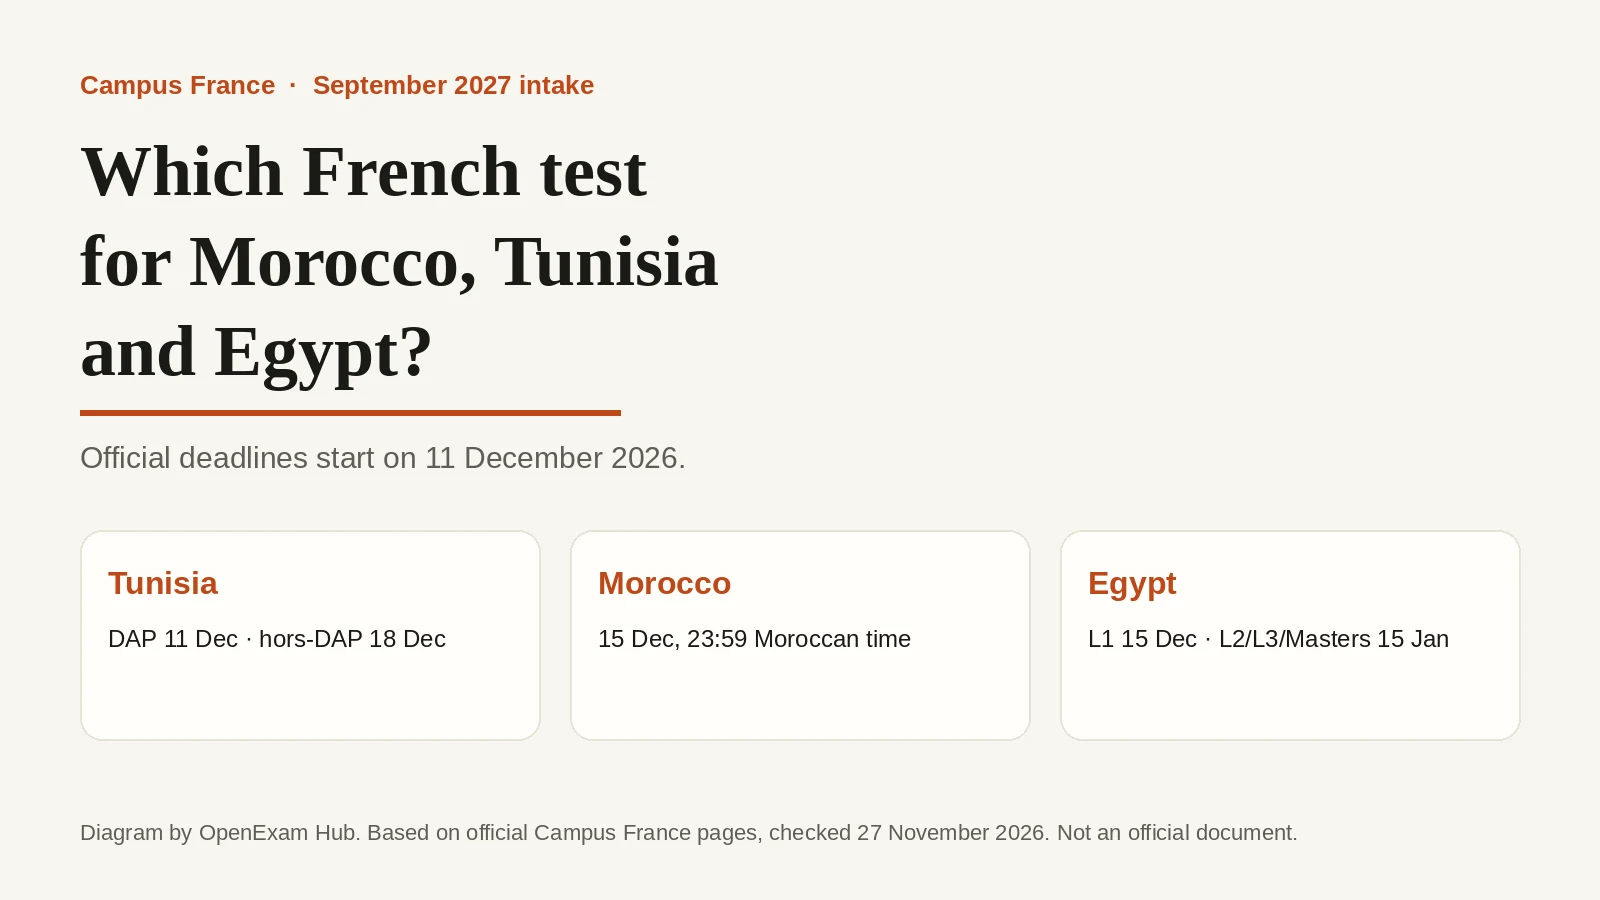 Campus France · September 2027 intake
Which French test
for Morocco, Tunisia
and Egypt?
Official deadlines start on 11 December 2026.
Tunisia
DAP 11 Dec · hors-DAP 18 Dec
Morocco
15 Dec, 23:59 Moroccan time
Egypt
L1 15 Dec · L2/L3/Masters 15 Jan
Diagram by OpenExam Hub. Based on official Campus France pages, checked 27 November 2026. Not an official document.